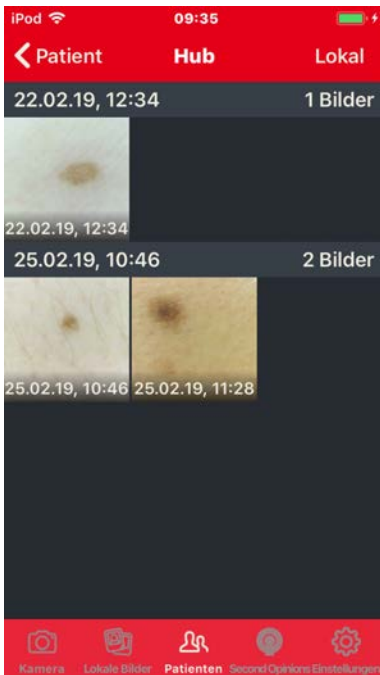 iPod 09:35
Patient Hub Lokal
22.02.19, 12:34 1 Bilder
22.02.19, 12:34
25.02.19, 10:46 2 Bilder
25.02.19, 10:46 25.02.19, 11:28
Kamera Lokale Bilder Patienten Second Opinions Einstellungen